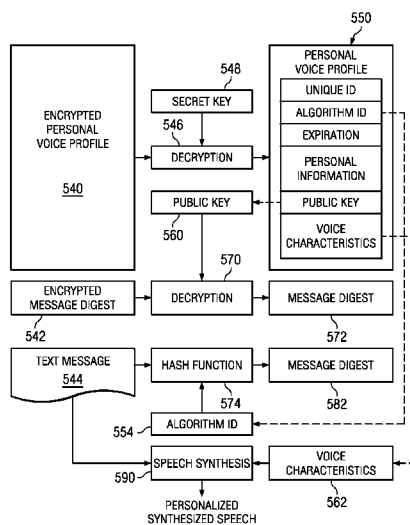 550
PERSONAL
VOICE PROFILE
UNIQUE ID
ALGORITHM ID
EXPIRATION
PERSONAL
INFORMATION
PUBLIC KEY
VOICE
CHARACTERISTICS
548
SECRET KEY
546
DECRYPTION
ENCRYPTED
PERSONAL
VOICE PROFILE
540
PUBLIC KEY
560
570
ENCRYPTED
MESSAGE DIGEST
542
DECRYPTION
MESSAGE DIGEST
572
TEXT MESSAGE
544
HASH FUNCTION
574
MESSAGE DIGEST
582
554
ALGORITHM ID
SPEECH SYNTHESIS
590
VOICE
CHARACTERISTICS
562
PERSONALIZED
SYNTHESIZED SPEECH